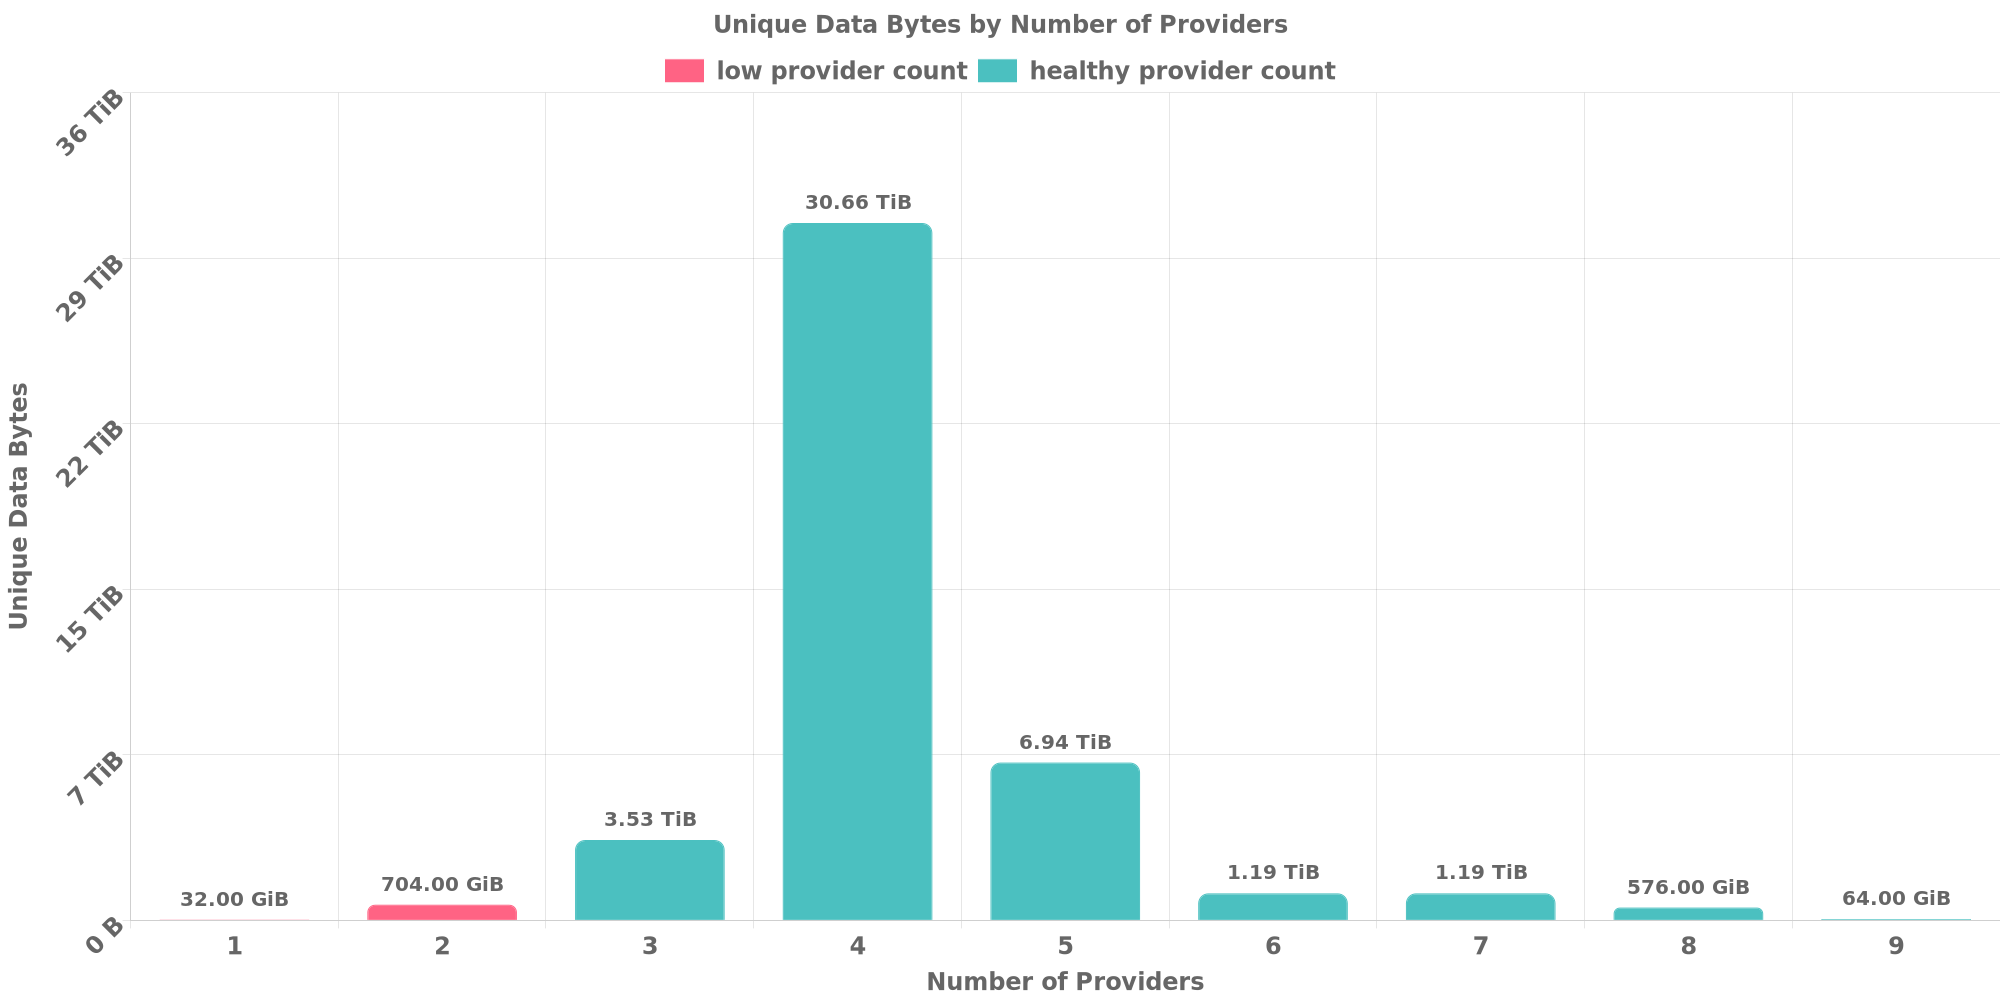 Unique Data Bytes by Number of Providers
low provider count healthy provider count
36 TiB
29 TiB
22 TiB
15 TiB
7 TiB
0 B
Unique Data Bytes
32.00 GiB
704.00 GiB
3.53 TiB
30.66 TiB
6.94 TiB
1.19 TiB
1.19 TiB
576.00 GiB
64.00 GiB
1 2 3 4 5 6 7 8 9
Number of Providers